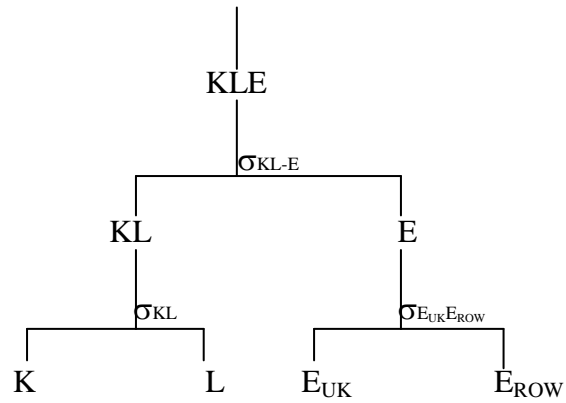 KLE
σKL-E
KL E
σKL σEUKEROW
K L EUK EROW